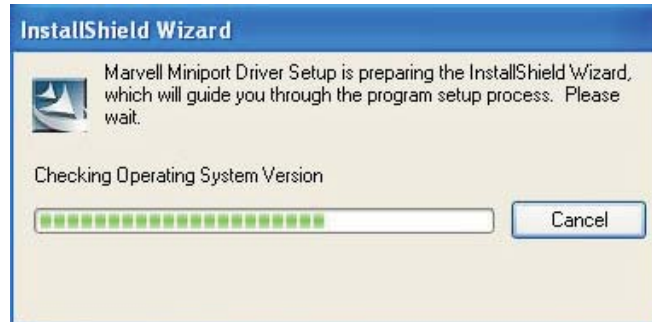 InstallShield Wizard
Marvell Miniport Driver Setup is preparing the InstallShield Wizard,
which will guide you through the program setup process.  Please
wait.
Checking Operating System Version
Cancel